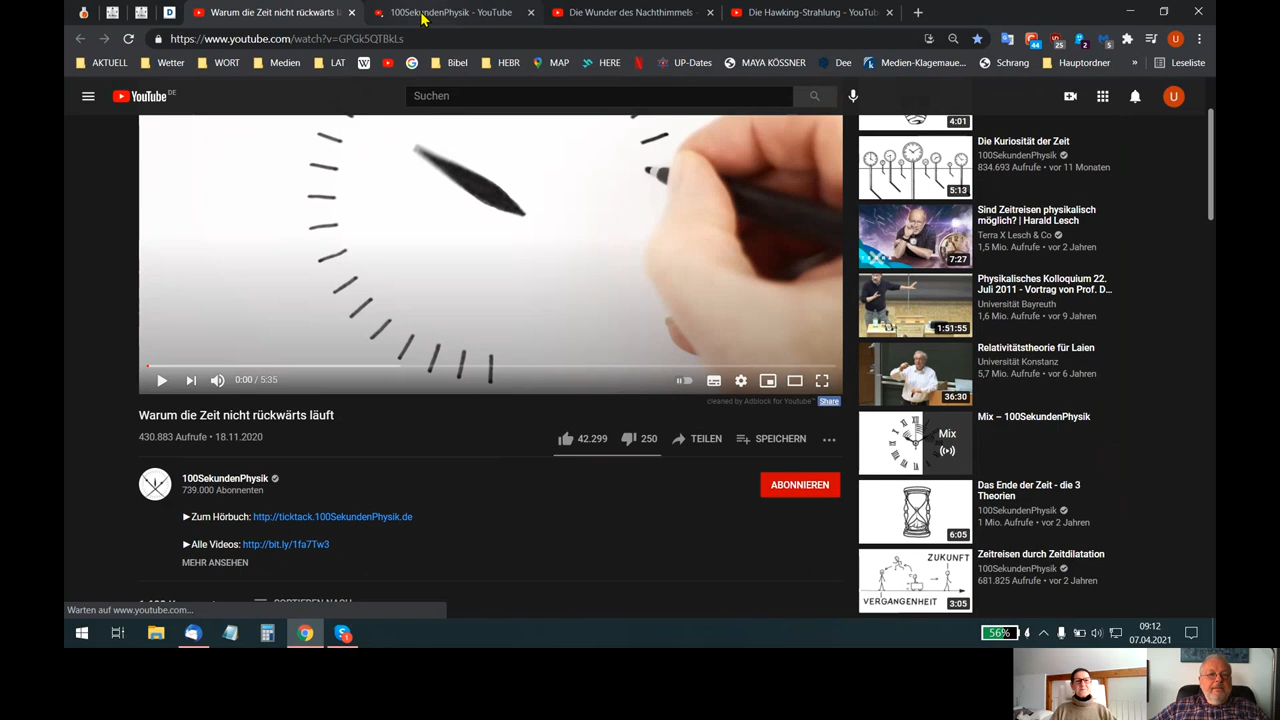 D
Warum die Zeit nicht rückwärts l
100SekundenPhysik - YouTube
Die Wunder des Nachthimmels -
Die Hawking-Strahlung - YouTub
https://www.youtube.com/watch?v=GPGk5QTBkLs
44
25
2
5
U
AKTUELL
Wetter
WORT
Medien
LAT
W
G
Bibel
HEBR
MAP
HERE
N
UP-Dates
MAYA KÖSSNER
Dee
Medien-Klagemaue...
Schrang
Hauptordner
»
Leseliste
YouTube DE
Suchen
U
4:01
Die Kuriosität der Zeit
100SekundenPhysik
834.693 Aufrufe • vor 11 Monaten
5:13
Sind Zeitreisen physikalisch
möglich? | Harald Lesch
Terra X Lesch & Co
1,5 Mio. Aufrufe • vor 2 Jahren
7:27
Physikalisches Kolloquium 22.
Juli 2011 - Vortrag von Prof. D...
Universität Bayreuth
1,6 Mio. Aufrufe • vor 9 Jahren
1:51:55
Relativitätstheorie für Laien
Universität Konstanz
5,7 Mio. Aufrufe • vor 6 Jahren
36:30
0:00 / 5:35
cleaned by Adblock for Youtube™
Share
Warum die Zeit nicht rückwärts läuft
430.883 Aufrufe • 18.11.2020
42.299
250
TEILEN
SPEICHERN
Mix – 100SekundenPhysik
Mix
100SekundenPhysik
739.000 Abonnenten
ABONNIEREN
►Zum Hörbuch: http://ticktack.100SekundenPhysik.de
►Alle Videos: http://bit.ly/1fa7Tw3
MEHR ANSEHEN
Das Ende der Zeit - die 3
Theorien
100SekundenPhysik
1 Mio. Aufrufe • vor 2 Jahren
6:05
Zeitreisen durch Zeitdilatation
100SekundenPhysik
681.825 Aufrufe • vor 2 Jahren
ZUKUNFT
VERGANGENHEIT
3:05
SORTIEREN NACH
Warten auf www.youtube.com...
56%
09:12
07.04.2021